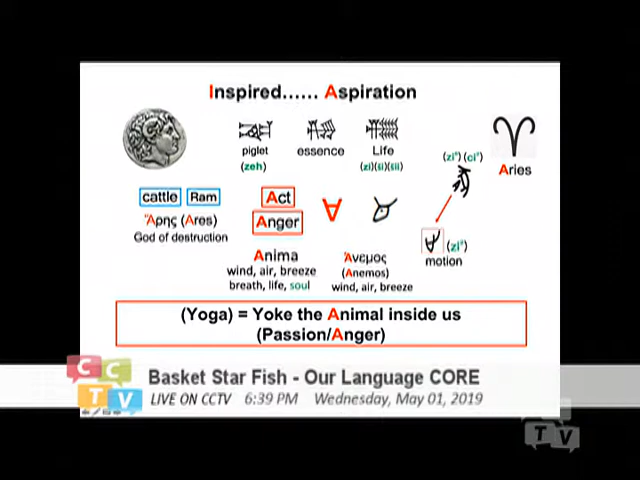 Inspired...... Aspiration
piglet
(zeh)
essence
Life
(zi)(si)(sii)
(zi")(ci")
Aries
cattle
Ram
Act
Anger
Ἄρης (Ares)
God of destruction
(zi")
motion
Anima
wind, air, breeze
breath, life, soul
Ἄνεμος
(Anemos)
wind, air, breeze
(Yoga) = Yoke the Animal inside us
(Passion/Anger)
CCTV
Basket Star Fish - Our Language CORE
LIVE ON CCTV 6:39 PM Wednesday, May 01, 2019
TV